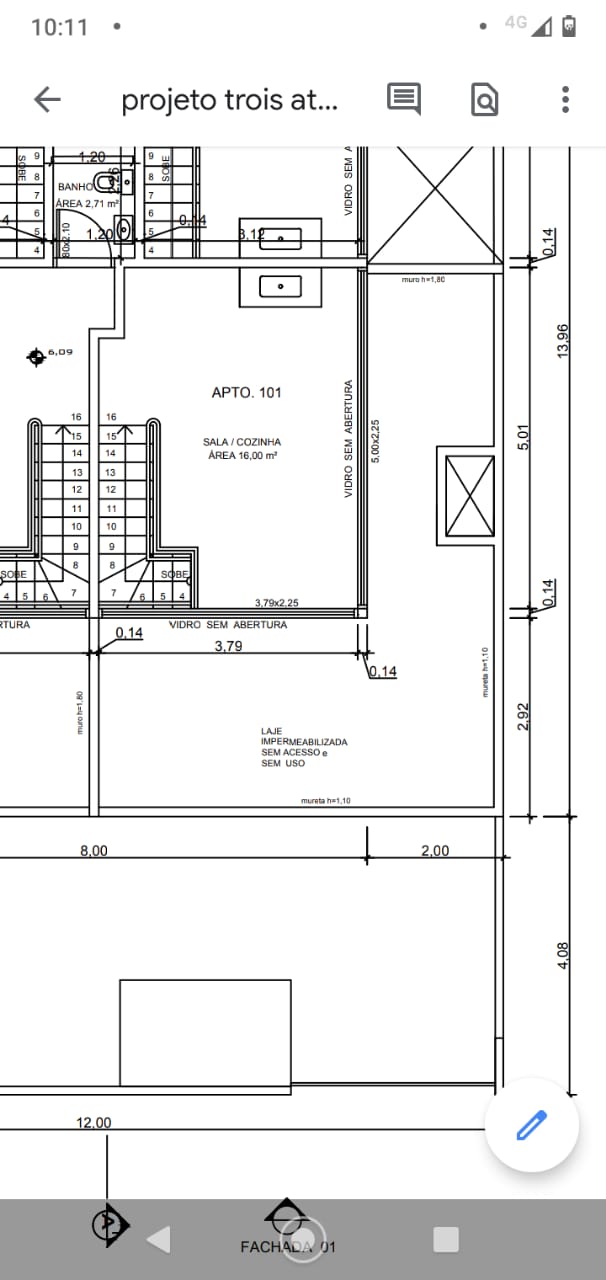 10:11
4G
projeto trois at...
9
SOBE
8
7
6
5
4
1,20
BANHO
ÁREA 2,71 m²
80x2,10
1,20
9
SOBE
8
7
6
5
4
0,14
3,12
VIDRO SEM A
muro h=1,80
0,14
13,96
6,09
APTO. 101
SALA / COZINHA
ÁREA 16,00 m²
VIDRO SEM ABERTURA
5,00x2,25
5,01
16 16
15 15
14 14
13 13
12 12
11 11
10 10
9 9
8 8
7 7
SOBE
4 5 6
SOBE
6 5 4
3,79x2,25
0,14
RTURA
VIDRO SEM ABERTURA
0,14
3,79
0,14
muro h=1,80
mureta h=1,10
2,92
LAJE
IMPERMEABILIZADA
SEM ACESSO e
SEM USO
mureta h=1,10
8,00
2,00
4,08
12,00
A
FACHADA 01